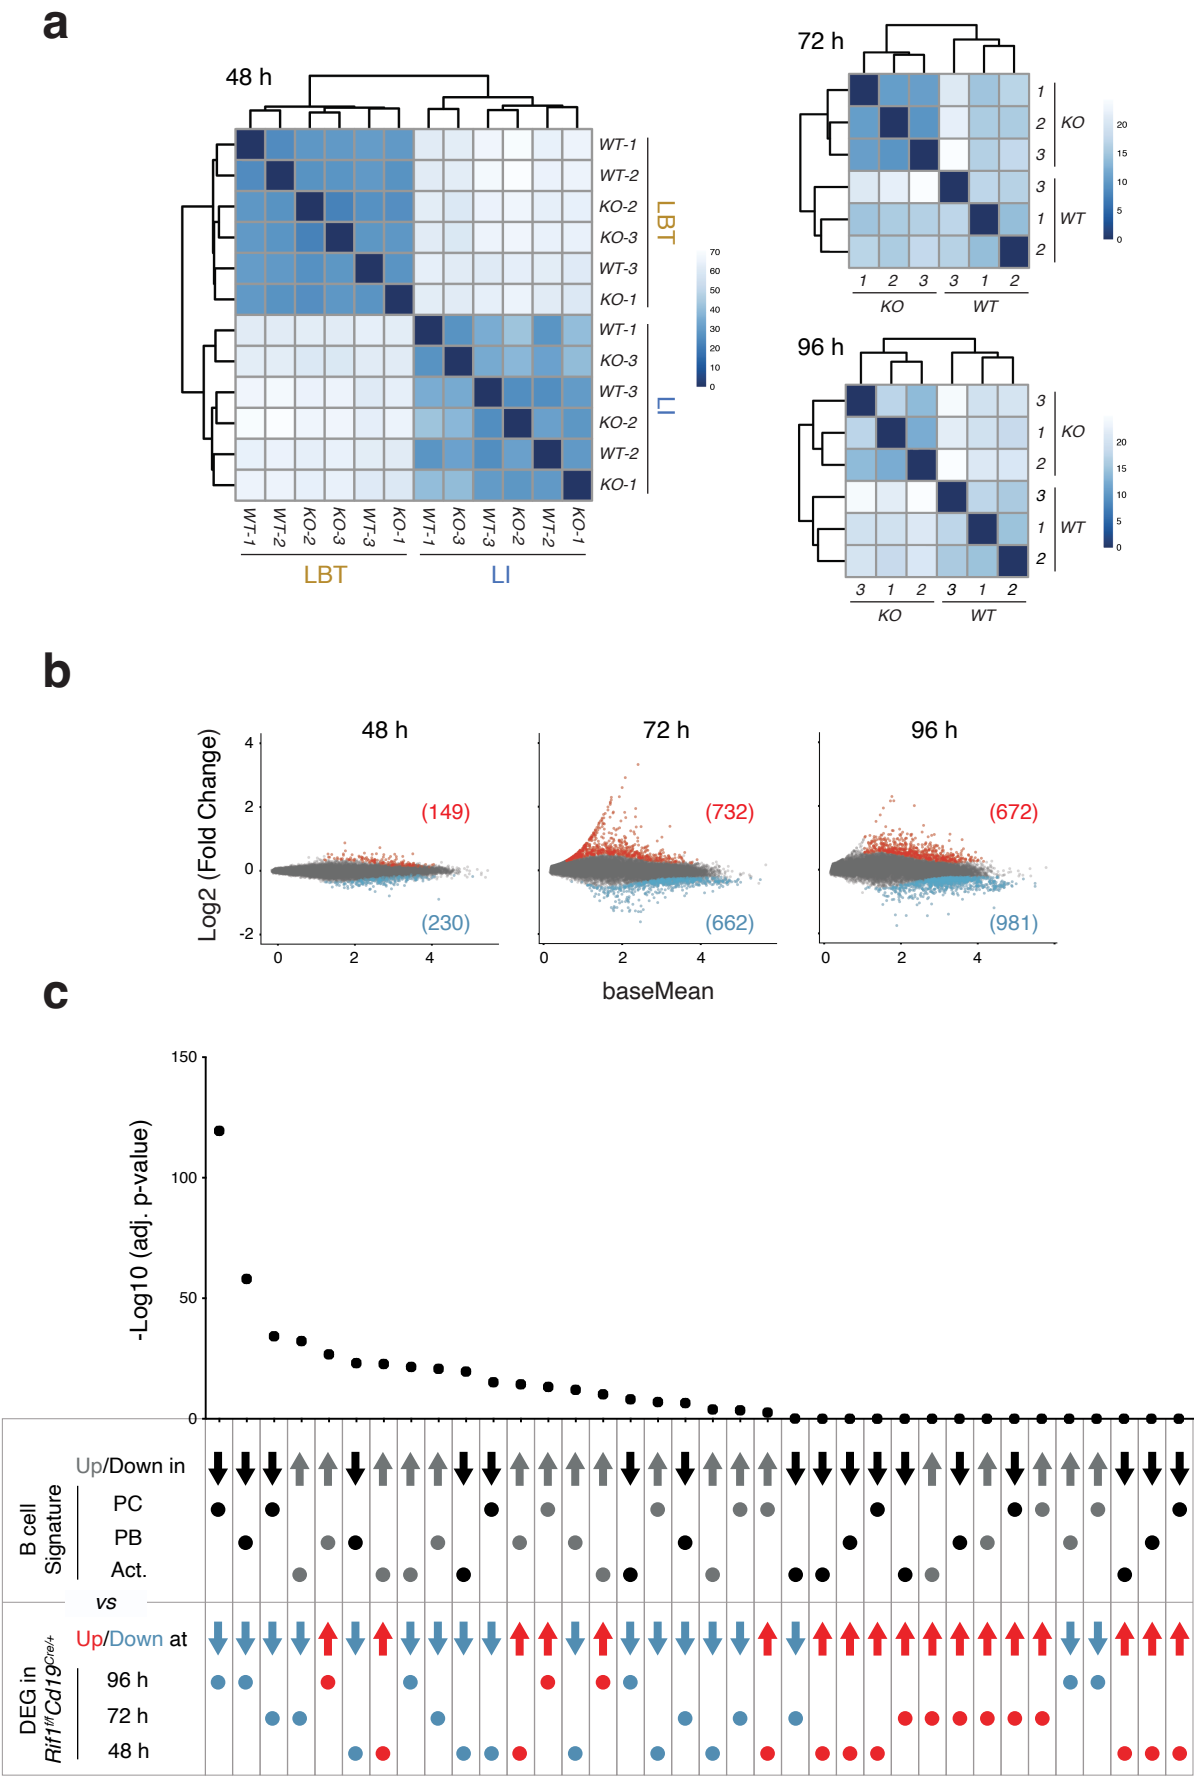 a
48 h
WT-1
WT-2
KO-2
KO-3
WT-3
KO-1
LBT
WT-1
KO-3
WT-3
KO-2
WT-2
KO-1
LI
70
60
50
40
30
20
10
0
WT-1 WT-2 KO-2 KO-3 WT-3 KO-1 WT-1 KO-3 WT-3 KO-2 WT-2 KO-1
LBT LI
72 h
1
2
3
KO
3
1
2
WT
20
15
10
5
0
1 2 3 3 1 2
KO WT
96 h
3
1
2
KO
3
1
2
WT
20
15
10
5
0
3 1 2 3 1 2
KO WT
b
48 h 72 h 96 h
Log2 (Fold Change)
4
2
0
-2
(149) (732) (672)
(230) (662) (981)
0 2 4 0 2 4 0 2 4
baseMean
c
-Log10 (adj. p-value)
150
100
50
0
B cell
Signature
Up/Down in
PC
PB
Act.
vs
DEG in
Rif1f/fCd19Cre/+
Up/Down at
96 h
72 h
48 h